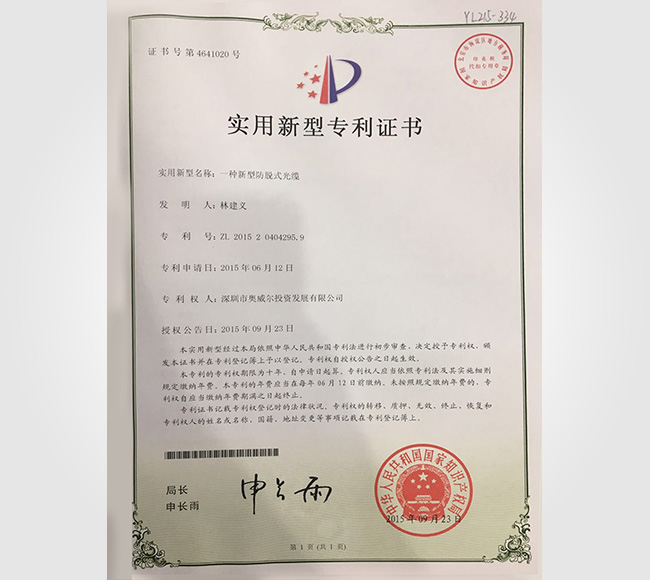 YL215-334
证书号第4641020号
实用新型专利证书
实用新型名称：一种新型防脱式光缆
发明人：林建义
专利号：ZL 2015 2 0404295.9
专利申请日：2015年06月12日
专利权人：深圳市奥威尔投资发展有限公司
授权公告日：2015年09月23日
本实用新型经过本局依照中华人民共和国专利法进行初步审查，决定授予专利权，颁
发本证书并在专利登记簿上予以登记。专利权自授权公告之日起生效。
本专利的专利权期限为十年，自申请日起算。专利权人应当依照专利法及其实施细则
规定缴纳年费。本专利的年费应当在每年06月12日前缴纳。未按照规定缴纳年费的，专
利权自应当缴纳年费期满之日起终止。
专利证书记载专利权登记时的法律状况。专利权的转移、质押、无效、终止、恢复和
专利权人的姓名或名称、国籍、地址变更等事项记载在专利登记簿上。
局长
申长雨
申长雨
中华人民共和国国家知识产权局
2015年09月23日
第1页(共1页)